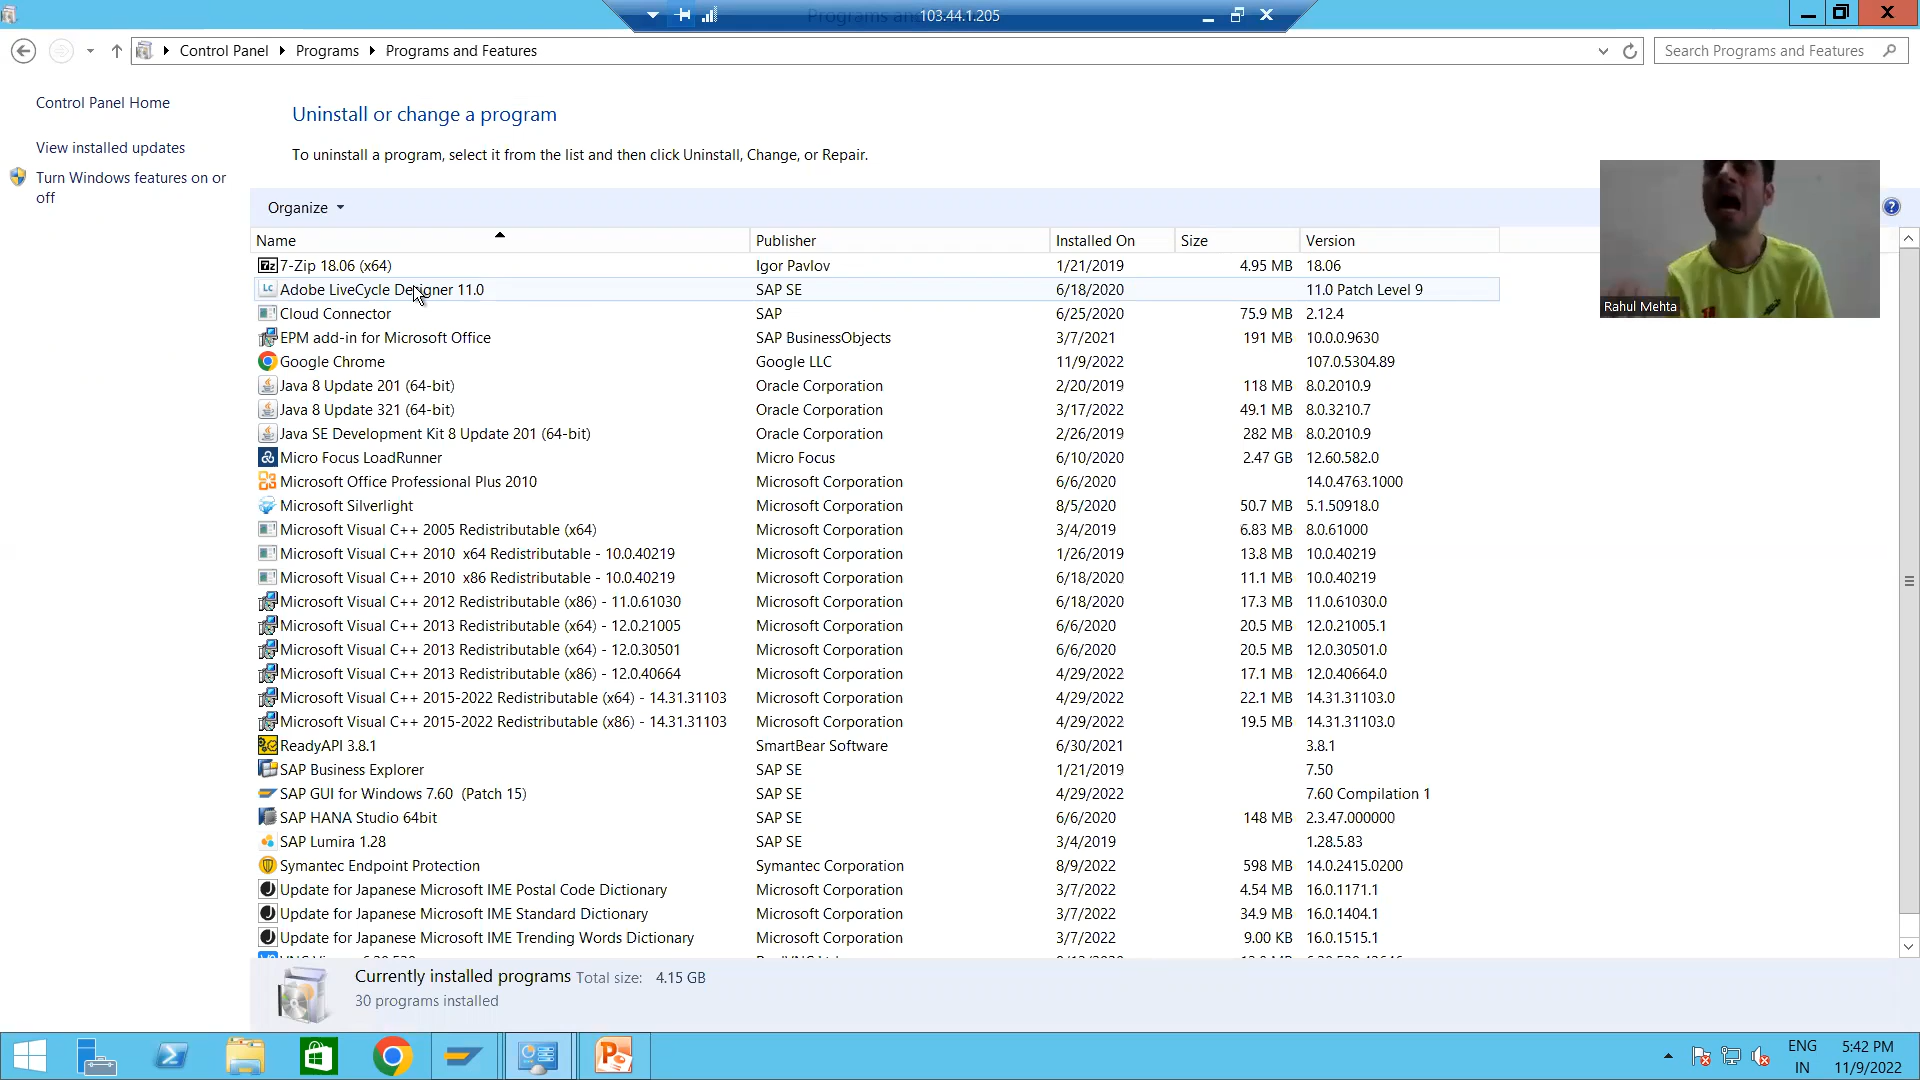 103.44.1.205
Control Panel Programs Programs and Features
Search Programs and Features
Control Panel Home
View installed updates
Turn Windows features on or off
Uninstall or change a program
To uninstall a program, select it from the list and then click Uninstall, Change, or Repair.
Organize
Name Publisher Installed On Size Version
7-Zip 18.06 (x64) Igor Pavlov 1/21/2019 4.95 MB 18.06
Adobe LiveCycle Designer 11.0 SAP SE 6/18/2020 11.0 Patch Level 9
Cloud Connector SAP 6/25/2020 75.9 MB 2.12.4
EPM add-in for Microsoft Office SAP BusinessObjects 3/7/2021 191 MB 10.0.0.9630
Google Chrome Google LLC 11/9/2022 107.0.5304.89
Java 8 Update 201 (64-bit) Oracle Corporation 2/20/2019 118 MB 8.0.2010.9
Java 8 Update 321 (64-bit) Oracle Corporation 3/17/2022 49.1 MB 8.0.3210.7
Java SE Development Kit 8 Update 201 (64-bit) Oracle Corporation 2/26/2019 282 MB 8.0.2010.9
Micro Focus LoadRunner Micro Focus 6/10/2020 2.47 GB 12.60.582.0
Microsoft Office Professional Plus 2010 Microsoft Corporation 6/6/2020 14.0.4763.1000
Microsoft Silverlight Microsoft Corporation 8/5/2020 50.7 MB 5.1.50918.0
Microsoft Visual C++ 2005 Redistributable (x64) Microsoft Corporation 3/4/2019 6.83 MB 8.0.61000
Microsoft Visual C++ 2010 x64 Redistributable - 10.0.40219 Microsoft Corporation 1/26/2019 13.8 MB 10.0.40219
Microsoft Visual C++ 2010 x86 Redistributable - 10.0.40219 Microsoft Corporation 6/18/2020 11.1 MB 10.0.40219
Microsoft Visual C++ 2012 Redistributable (x86) - 11.0.61030 Microsoft Corporation 6/18/2020 17.3 MB 11.0.61030.0
Microsoft Visual C++ 2013 Redistributable (x64) - 12.0.21005 Microsoft Corporation 6/6/2020 20.5 MB 12.0.21005.1
Microsoft Visual C++ 2013 Redistributable (x64) - 12.0.30501 Microsoft Corporation 6/6/2020 20.5 MB 12.0.30501.0
Microsoft Visual C++ 2013 Redistributable (x86) - 12.0.40664 Microsoft Corporation 4/29/2022 17.1 MB 12.0.40664.0
Microsoft Visual C++ 2015-2022 Redistributable (x64) - 14.31.31103 Microsoft Corporation 4/29/2022 22.1 MB 14.31.31103.0
Microsoft Visual C++ 2015-2022 Redistributable (x86) - 14.31.31103 Microsoft Corporation 4/29/2022 19.5 MB 14.31.31103.0
ReadyAPI 3.8.1 SmartBear Software 6/30/2021 3.8.1
SAP Business Explorer SAP SE 1/21/2019 7.50
SAP GUI for Windows 7.60 (Patch 15) SAP SE 4/29/2022 7.60 Compilation 1
SAP HANA Studio 64bit SAP SE 6/6/2020 148 MB 2.3.47.000000
SAP Lumira 1.28 SAP SE 3/4/2019 1.28.5.83
Symantec Endpoint Protection Symantec Corporation 8/9/2022 598 MB 14.0.2415.0200
Update for Japanese Microsoft IME Postal Code Dictionary Microsoft Corporation 3/7/2022 4.54 MB 16.0.1171.1
Update for Japanese Microsoft IME Standard Dictionary Microsoft Corporation 3/7/2022 34.9 MB 16.0.1404.1
Update for Japanese Microsoft IME Trending Words Dictionary Microsoft Corporation 3/7/2022 9.00 KB 16.0.1515.1
Currently installed programs Total size: 4.15 GB
30 programs installed
Rahul Mehta
ENG
IN
5:42 PM
11/9/2022